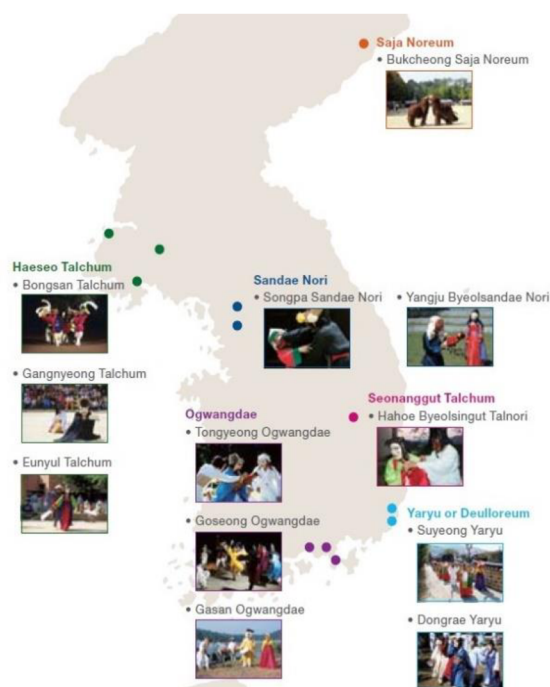 Saja Noreum
• Bukcheong Saja Noreum
Haeseo Talchum
• Bongsan Talchum
• Gangnyeong Talchum
• Eunyul Talchum
Sandae Nori
• Songpa Sandae Nori
• Yangju Byeolsandae Nori
Seonanggut Talchum
• Hahoe Byeolsingut Talnori
Ogwangdae
• Tongyeong Ogwangdae
• Goseong Ogwangdae
• Gasan Ogwangdae
Yaryu or Deulloreum
• Suyeong Yaryu
• Dongrae Yaryu